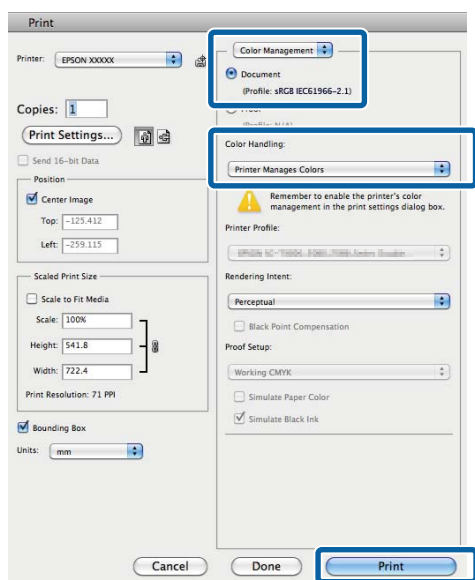 Print
Printer: EPSON XXXXX
Copies: 1
Print Settings...
Send 16-bit Data
Position
Center Image
Top: -125.412
Left: -259.115
Scaled Print Size
Scale to Fit Media
Scale: 100%
Height: 541.8
Width: 722.4
Print Resolution: 71 PPI
Bounding Box
Units: mm
Color Management
Document
(Profile: sRGB IEC61966-2.1)
Color Handling:
Printer Manages Colors
Remember to enable the printer's color
management in the print settings dialog box.
Printer Profile:
Rendering Intent:
Perceptual
Black Point Compensation
Proof Setup:
Working CMYK
Simulate Paper Color
Simulate Black Ink
Cancel
Done
Print